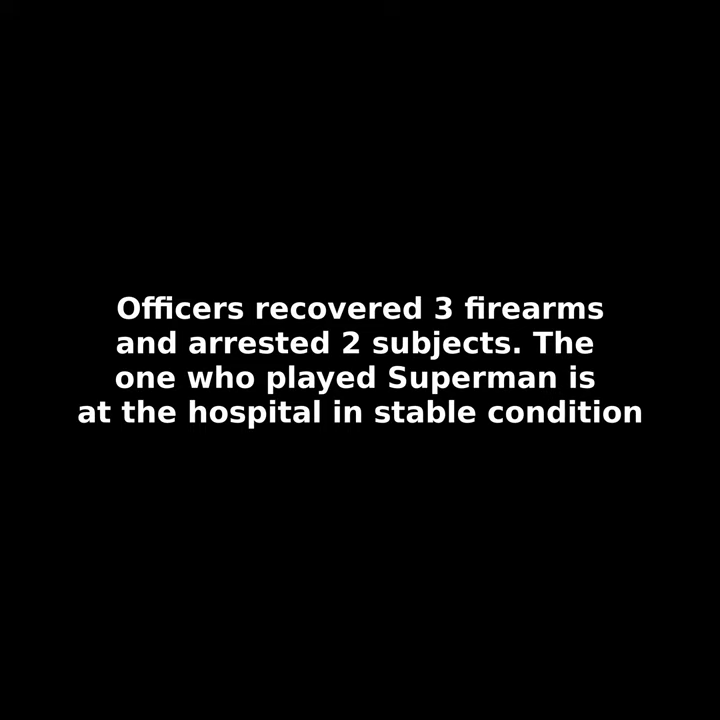 Officers recovered 3 firearms
and arrested 2 subjects. The
one who played Superman is
at the hospital in stable condition